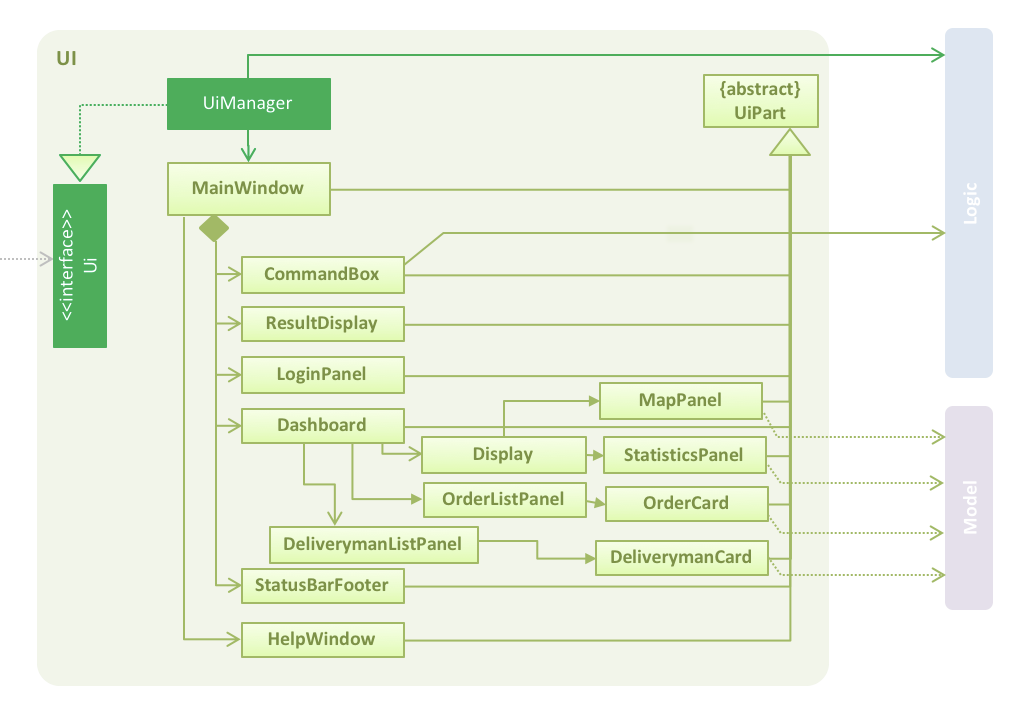 UI
UiManager
{abstract}
UiPart
<<interface>>
Ui
MainWindow
Logic
CommandBox
ResultDisplay
LoginPanel
MapPanel
Dashboard
Display
StatisticsPanel
OrderListPanel
OrderCard
Model
DeliverymanListPanel
DeliverymanCard
StatusBarFooter
HelpWindow